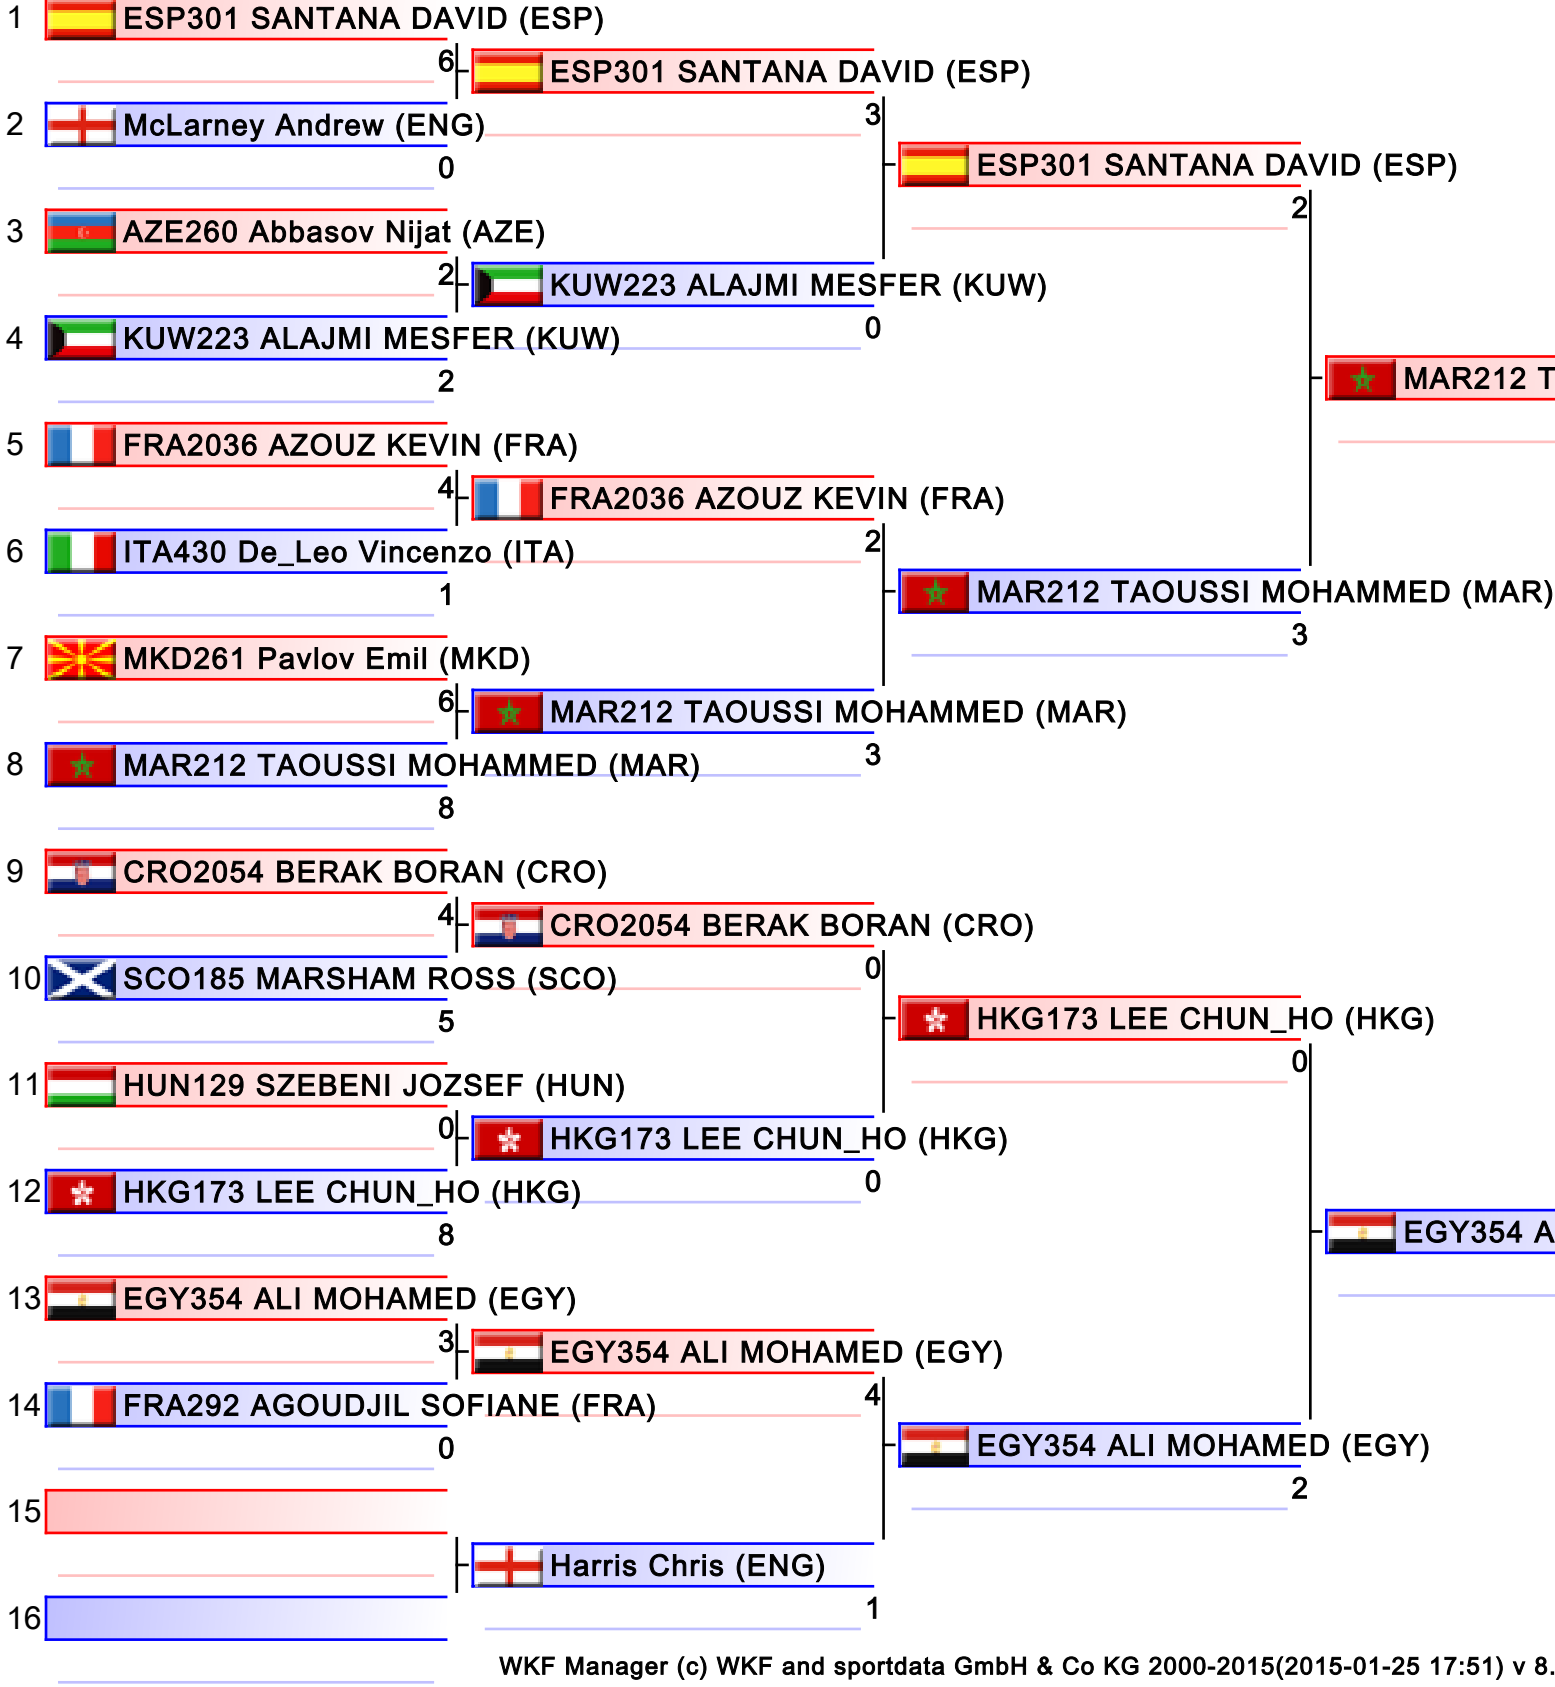 1 ESP301 SANTANA DAVID (ESP)
6 ESP301 SANTANA DAVID (ESP)
2 McLarney Andrew (ENG) 3
0 ESP301 SANTANA DAVID (ESP)
2
3 AZE260 Abbasov Nijat (AZE)
2 KUW223 ALAJMI MESFER (KUW)
0
4 KUW223 ALAJMI MESFER (KUW)
2 MAR212 T
5 FRA2036 AZOUZ KEVIN (FRA)
4 FRA2036 AZOUZ KEVIN (FRA)
2
6 ITA430 De_Leo Vincenzo (ITA)
1 MAR212 TAOUSSI MOHAMMED (MAR)
3
7 MKD261 Pavlov Emil (MKD)
6 MAR212 TAOUSSI MOHAMMED (MAR)
3
8 MAR212 TAOUSSI MOHAMMED (MAR)
8
9 CRO2054 BERAK BORAN (CRO)
4 CRO2054 BERAK BORAN (CRO)
0
10 SCO185 MARSHAM ROSS (SCO)
5 HKG173 LEE CHUN_HO (HKG)
0
11 HUN129 SZEBENI JOZSEF (HUN)
0 HKG173 LEE CHUN_HO (HKG)
0
12 HKG173 LEE CHUN_HO (HKG)
8 EGY354 A
13 EGY354 ALI MOHAMED (EGY)
3 EGY354 ALI MOHAMED (EGY)
4
14 FRA292 AGOUDJIL SOFIANE (FRA)
0 EGY354 ALI MOHAMED (EGY)
2
15
Harris Chris (ENG)
1
16
WKF Manager (c) WKF and sportdata GmbH & Co KG 2000-2015(2015-01-25 17:51) v 8.